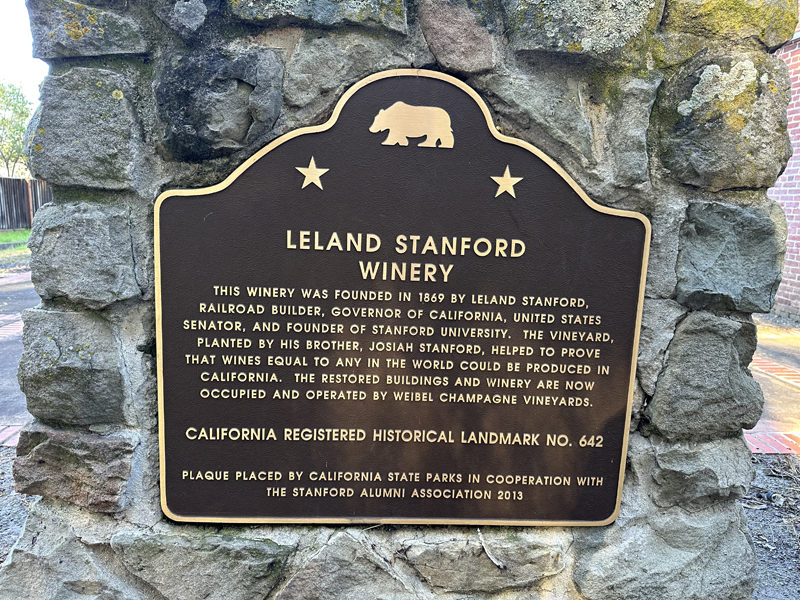 LELAND STANFORD
WINERY
THIS WINERY WAS FOUNDED IN 1869 BY LELAND STANFORD,
RAILROAD BUILDER, GOVERNOR OF CALIFORNIA, UNITED STATES
SENATOR, AND FOUNDER OF STANFORD UNIVERSITY. THE VINEYARD,
PLANTED BY HIS BROTHER, JOSIAH STANFORD, HELPED TO PROVE
THAT WINES EQUAL TO ANY IN THE WORLD COULD BE PRODUCED IN
CALIFORNIA. THE RESTORED BUILDINGS AND WINERY ARE NOW
OCCUPIED AND OPERATED BY WEIBEL CHAMPAGNE VINEYARDS.
CALIFORNIA REGISTERED HISTORICAL LANDMARK NO. 642
PLAQUE PLACED BY CALIFORNIA STATE PARKS IN COOPERATION WITH
THE STANFORD ALUMNI ASSOCIATION 2013